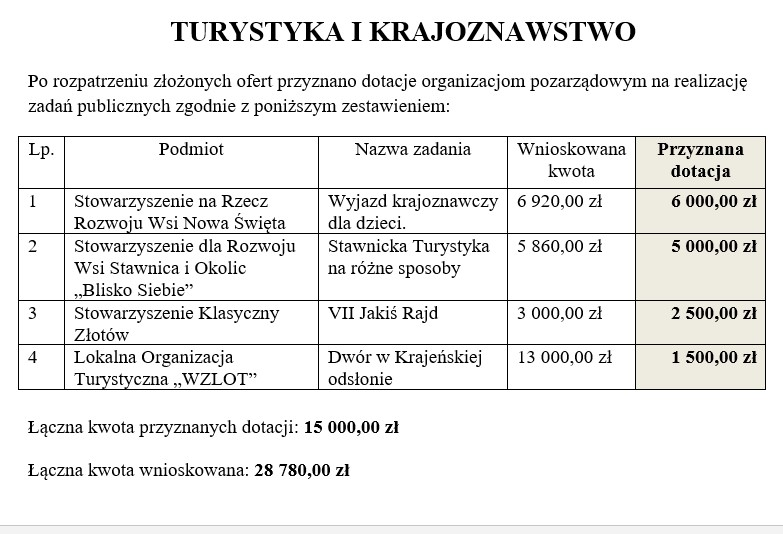 TURYSTYKA I KRAJOZNAWSTWO
Po rozpatrzeniu złożonych ofert przyznano dotacje organizacjom pozarządowym na realizację
zadań publicznych zgodnie z poniższym zestawieniem:
Lp. Podmiot Nazwa zadania Wnioskowana kwota Przyznana dotacja
1 Stowarzyszenie na Rzecz Wyjazd krajoznawczy 6 920,00 zł 6 000,00 zł
Rozwoju Wsi Nowa Święta dla dzieci.
2 Stowarzyszenie dla Rozwoju Stawnicka Turystyka 5 860,00 zł 5 000,00 zł
Wsi Stawnica i Okolic na różne sposoby
„Blisko Siebie”
3 Stowarzyszenie Klasyczny VII Jakiś Rajd 3 000,00 zł 2 500,00 zł
Złotów
4 Lokalna Organizacja Dwór w Krajeńskiej 13 000,00 zł 1 500,00 zł
Turystyczna „WZLOT” odsłonie
Łączna kwota przyznanych dotacji: 15 000,00 zł
Łączna kwota wnioskowana: 28 780,00 zł